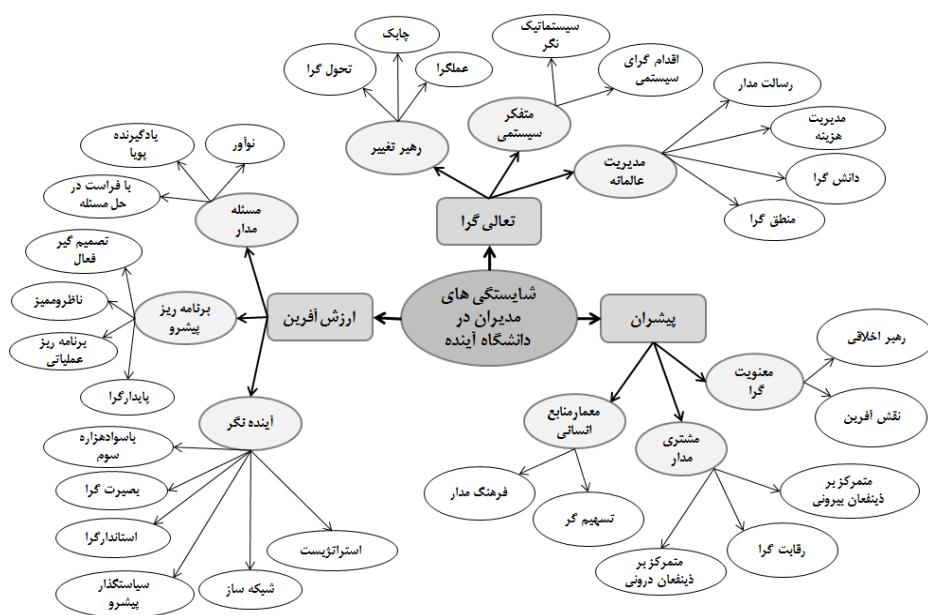 شایستگی های
مدیران در
دانشگاه آینده
تعالی گرا
رهبر تغییر
تحول گرا
چابک
عملگرا
متفکر
سیستمی
سیستماتیک
نگر
اقدام گرای
سیستمی
مدیریت
عالمانه
رسالت مدار
مدیریت
هزینه
دانش گرا
منطق گرا
پیشران
معنویت
گرا
رهبر اخلاقی
نقش آفرین
مشتری
مدار
متمرکز بر
ذینفعان بیرونی
رقابت گرا
متمرکز بر
ذینفعان درونی
معمارمنابع
انسانی
تسهیم گر
فرهنگ مدار
ارزش آفرین
مسئله
مدار
نوآور
یادگیرنده
پویا
با فراست در
حل مسئله
برنامه ریز
پیشرو
تصمیم گیر
فعال
ناظروممیز
برنامه ریز
عملیاتی
پایدارگرا
آینده نگر
باسوادهزاره
سوم
بصیرت گرا
استاندارگرا
سیاستگذار
پیشرو
شبکه ساز
استراتژیست